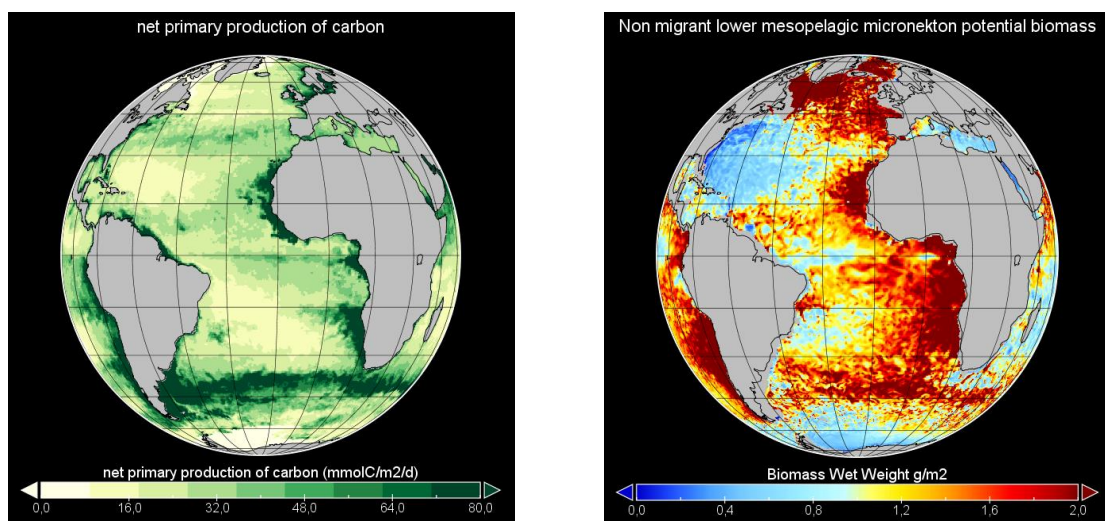 net primary production of carbon
net primary production of carbon (mmolC/m2/d)
0,0 16,0 32,0 48,0 64,0 80,0
Non migrant lower mesopelagic micronekton potential biomass
Biomass Wet Weight g/m2
0,0 0,4 0,8 1,2 1,6 2,0